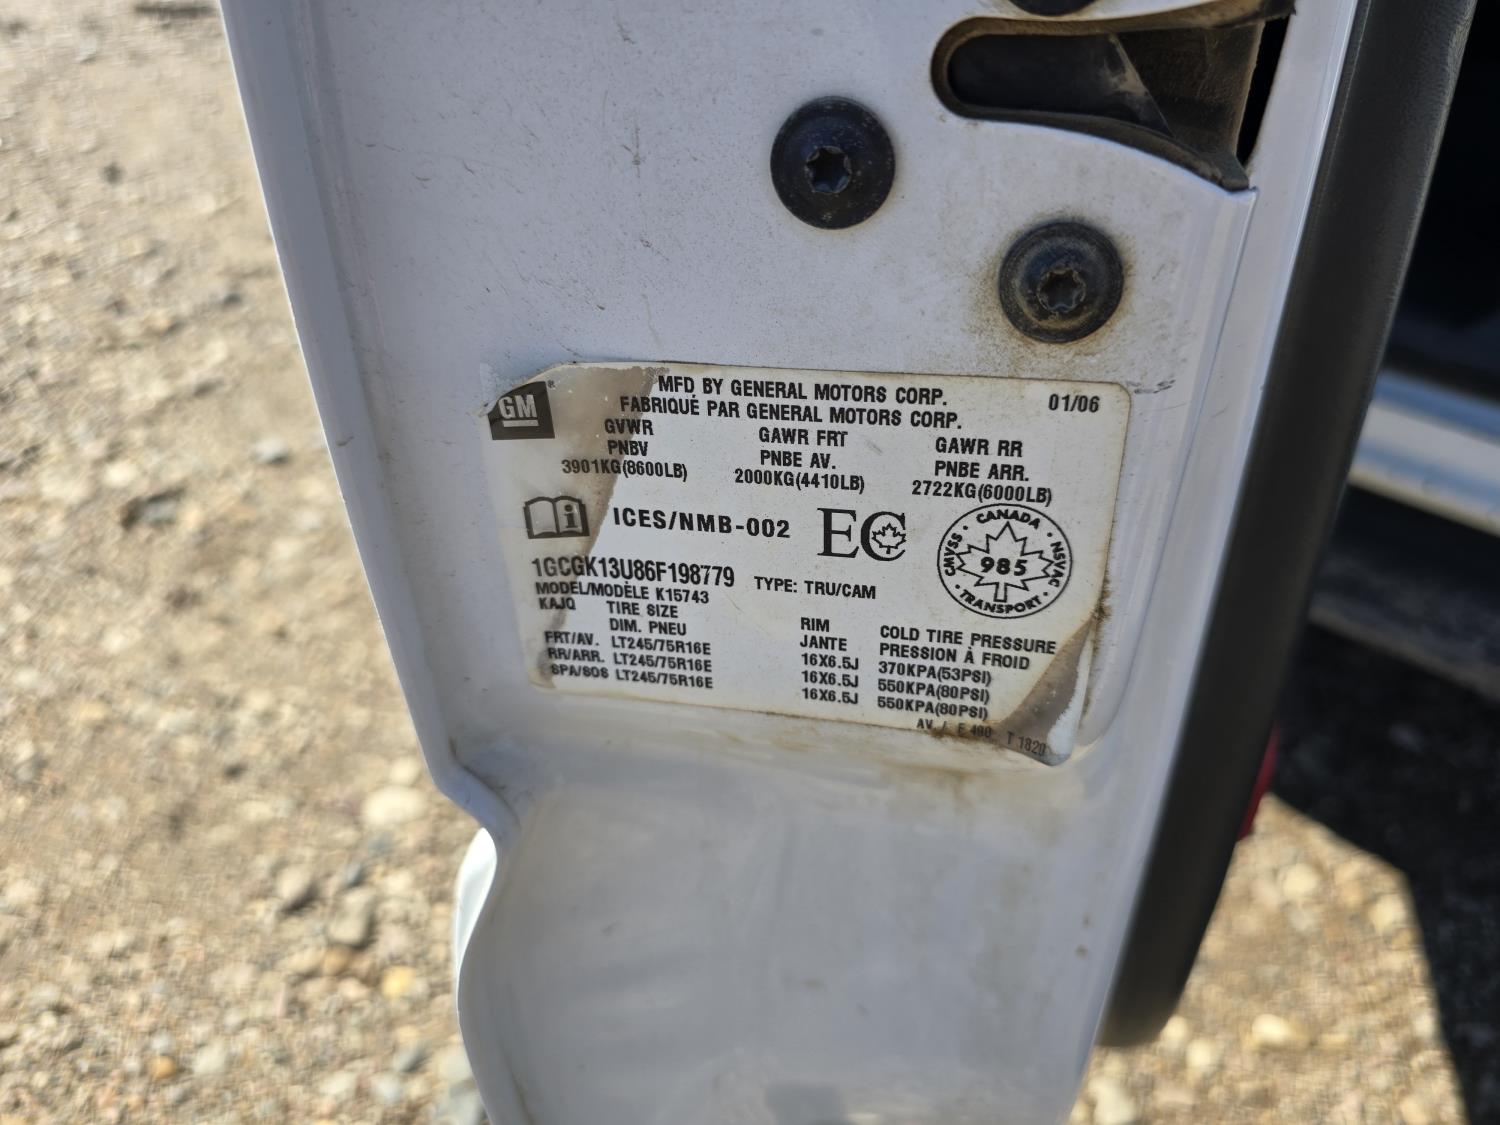 GM
MFD BY GENERAL MOTORS CORP.
FABRIQUÉ PAR GENERAL MOTORS CORP.
01/06
GVWR GAWR FRT GAWR RR
PNBV PNBE AV. PNBE ARR.
3901KG(8600LB) 2000KG(4410LB) 2722KG(6000LB)
i ICES/NMB-002 EC
CANADA
CMVSS 985 NSVAC
TRANSPORT
1GCGK13U86F198779 TYPE: TRU/CAM
MODEL/MODÈLE K15743
KAJQ TIRE SIZE RIM COLD TIRE PRESSURE
DIM. PNEU JANTE PRESSION À FROID
FRT/AV. LT245/75R16E 16X6.5J 370KPA(53PSI)
RR/ARR. LT245/75R16E 16X6.5J 550KPA(80PSI)
SPA/SOS LT245/75R16E 16X6.5J 550KPA(80PSI)
AV / E 490 T 1820